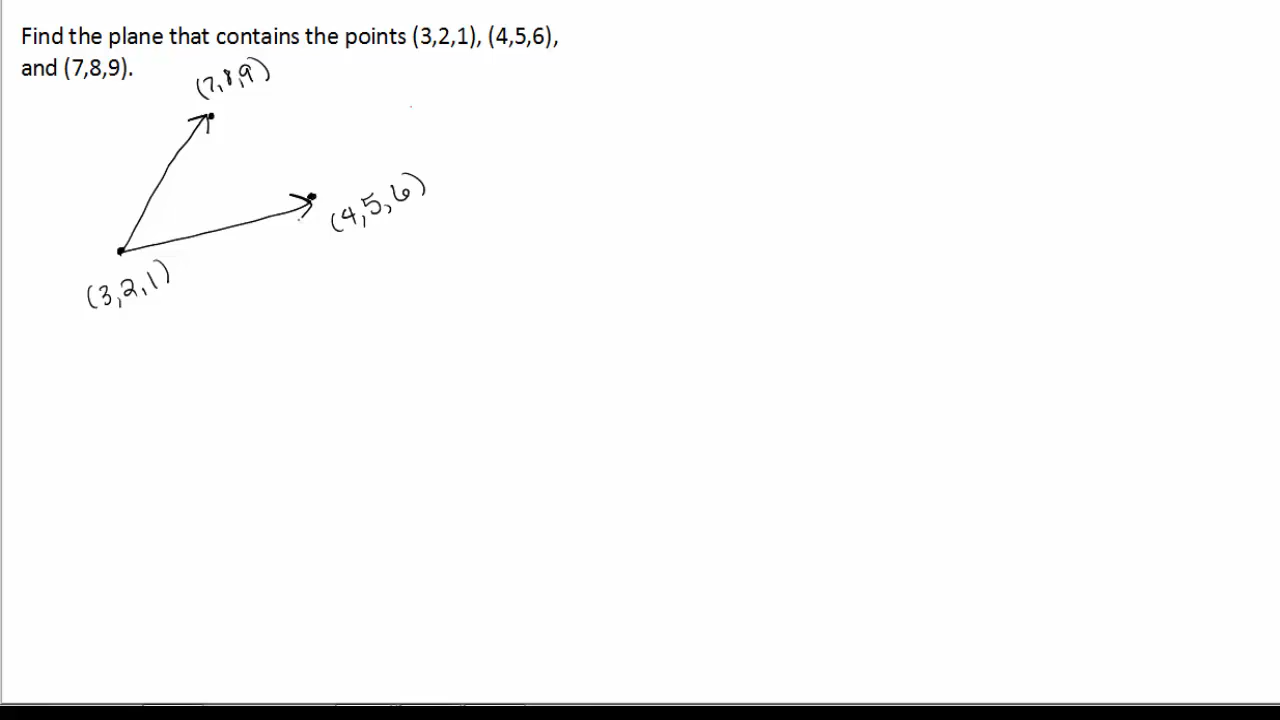 Find the plane that contains the points (3,2,1), (4,5,6),
and (7,8,9).
(7,8,9)
(4,5,6)
(3,2,1)